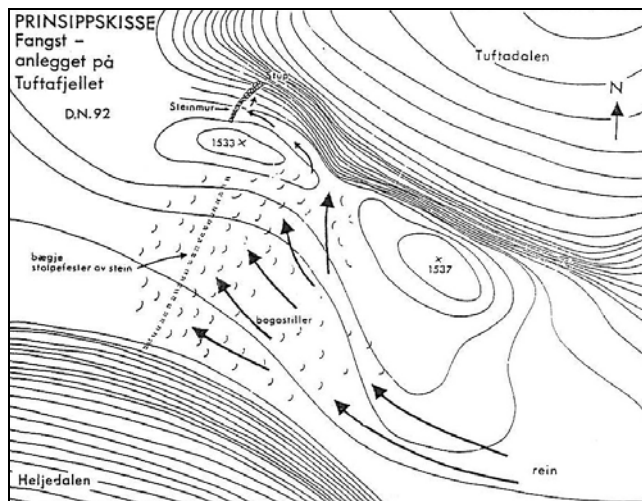 PRINSIPPSKISSE
Fangst –
anlegget på
Tuftafjellet
D.N.92
Tuftadalen
N
Stup
Steinmur
1533
1537
bægje
stolpefester av stein
bogastiller
rein
Heljedalen